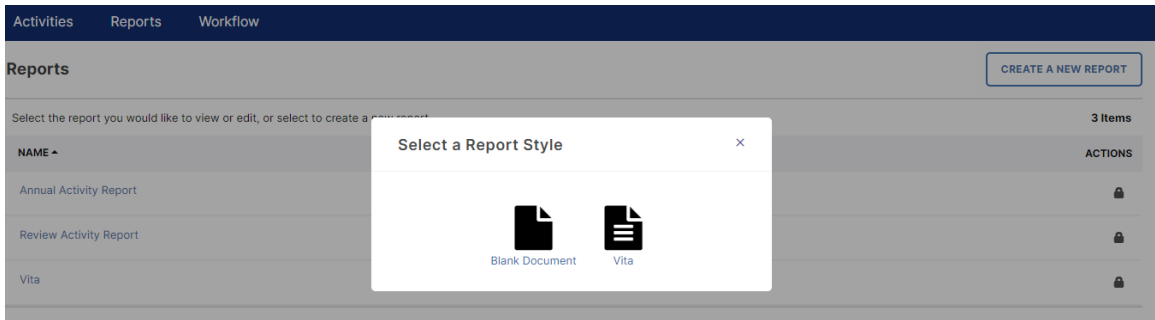 Activities Reports Workflow
Reports
CREATE A NEW REPORT
Select the report you would like to view or edit, or select to create a new report
3 Items
NAME
ACTIONS
Select a Report Style
Annual Activity Report
Review Activity Report
Blank Document Vita
Vita